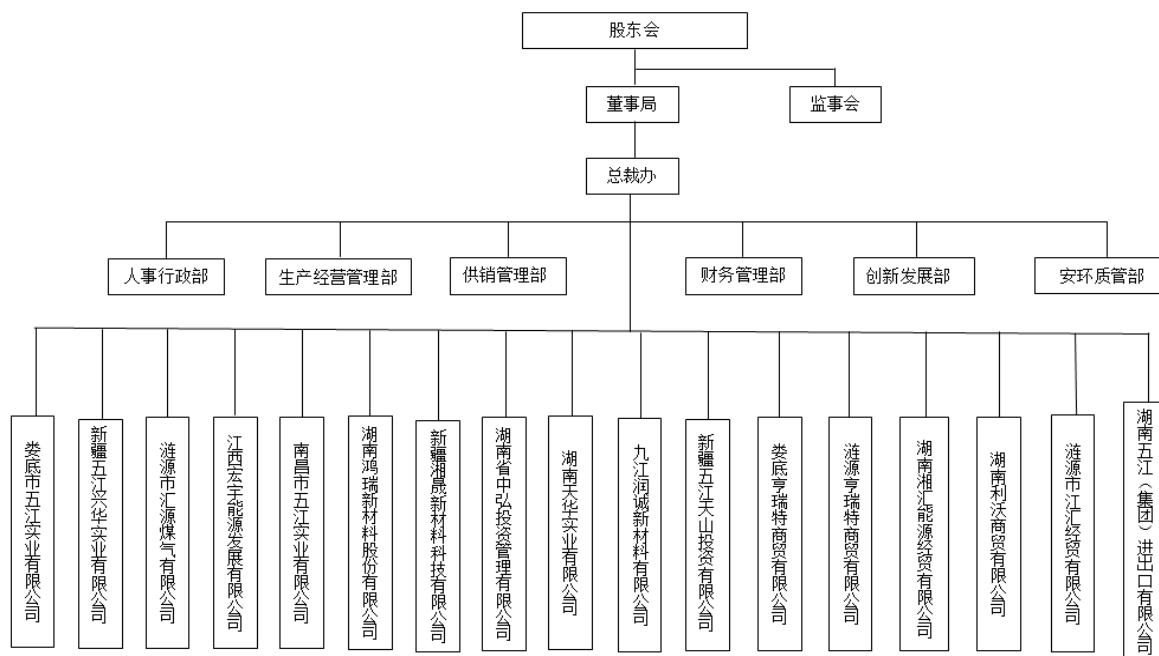 股东会
董事局
监事会
总裁办
人事行政部
生产经营管理部
供销管理部
财务管理部
创新发展部
安环质管部
娄底市五江实业有限公司
新疆五江兴华实业有限公司
涟源市汇源煤气有限公司
江西宏宇能源发展有限公司
南昌市五江实业有限公司
湖南鸿瑞新材料股份有限公司
新疆湘晟新材料科技有限公司
湖南省中弘投资管理有限公司
湖南天华实业有限公司
九江润诚新材料有限公司
新疆五江天山投资有限公司
娄底亨瑞特商贸有限公司
涟源亨瑞特商贸有限公司
湖南湘汇能源经贸有限公司
湖南利沃商贸有限公司
涟源市江汇经贸有限公司
湖南五江（集团）进出口有限公司